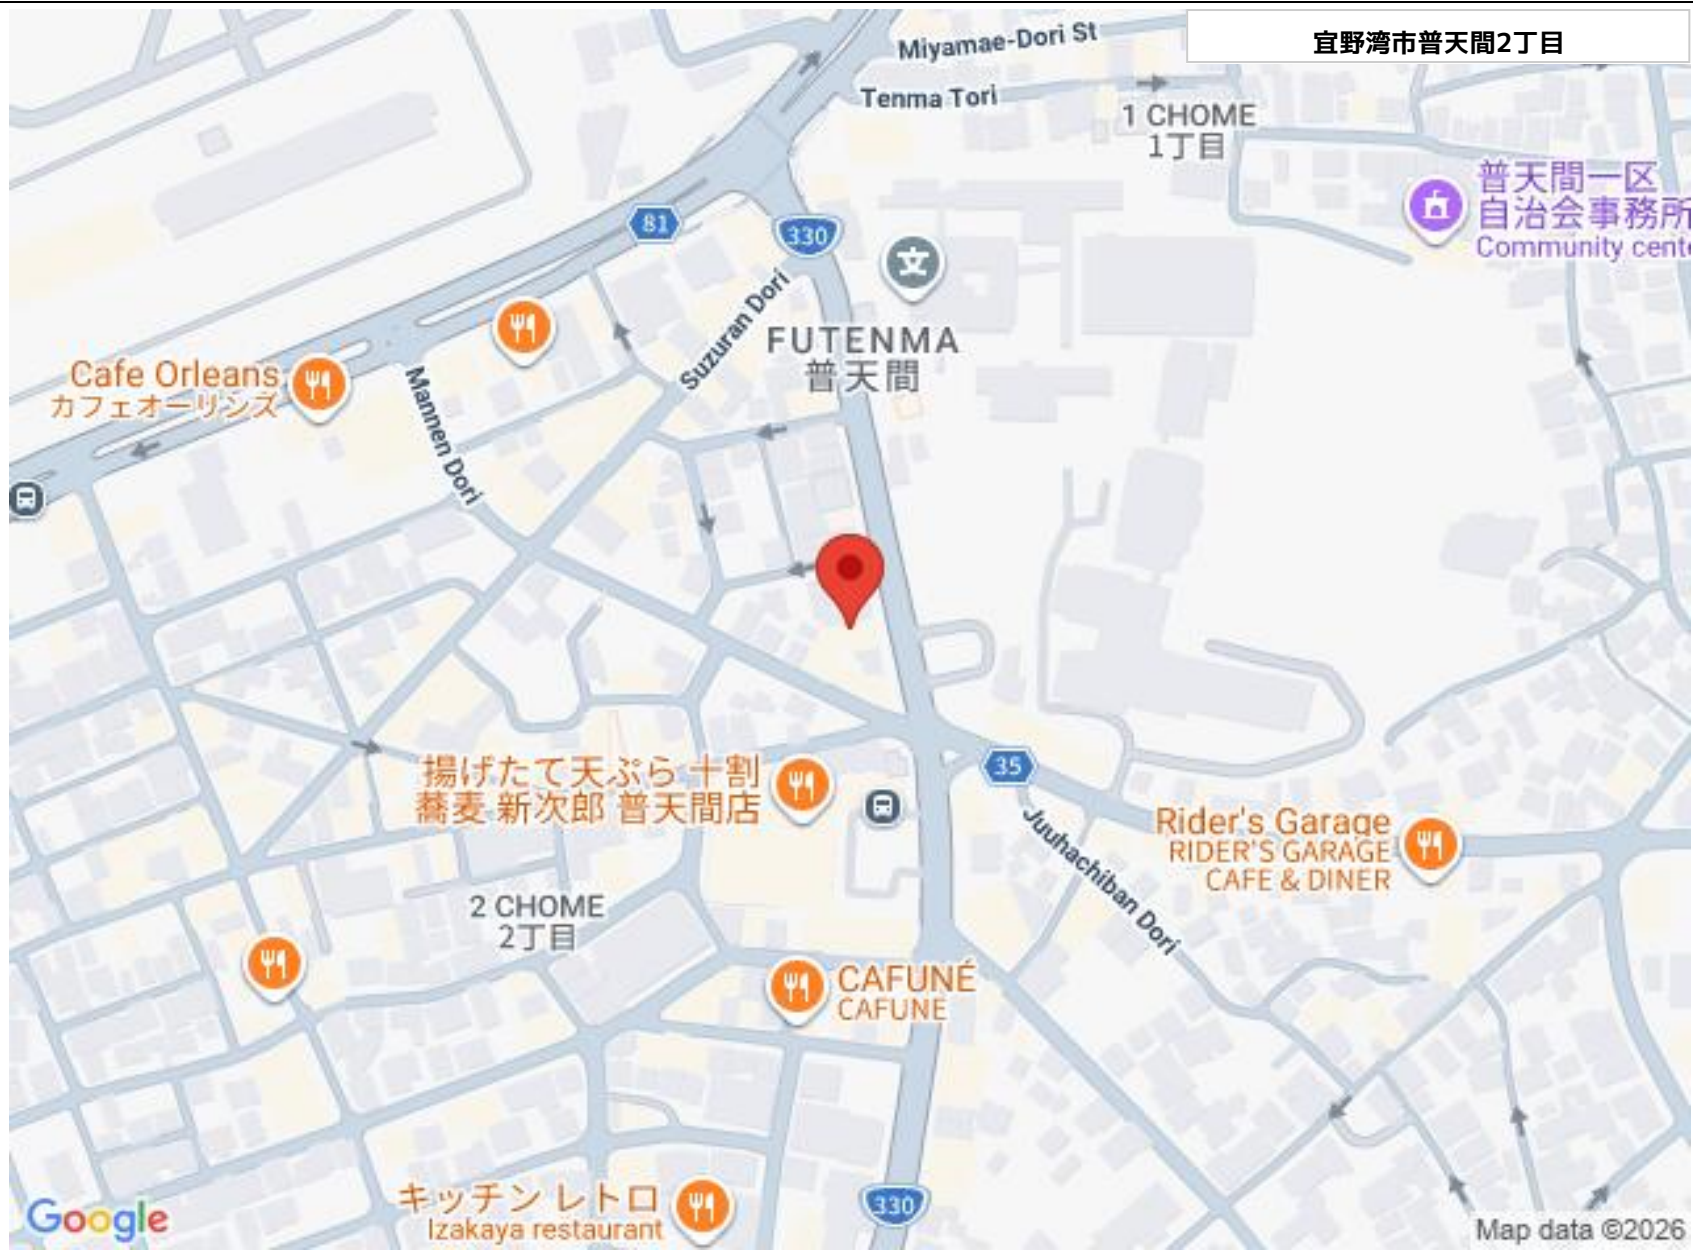 宜野湾市普天間2丁目
Miyamae-Dori St
Tenma Tori
1 CHOME
1丁目
普天間一区
自治会事務所
Community cent
81
330
Suzuran Dori
FUTENMA
普天間
Cafe Orleans
カフェオーリンズ
Mannen Dori
揚げたて天ぷら 十割
蕎麦 新次郎 普天間店
35
Juuhachiban Dori
Rider's Garage
RIDER'S GARAGE
CAFE & DINER
2 CHOME
2丁目
CAFUNÉ
CAFUNE
キッチン レトロ
Izakaya restaurant
330
Google
Map data ©2026